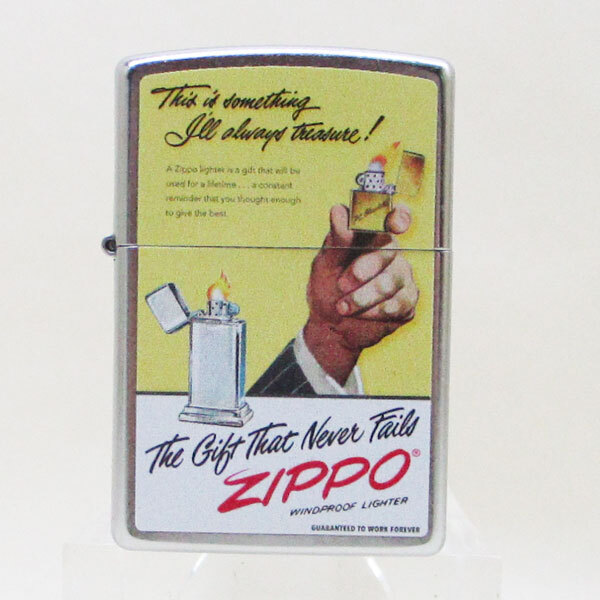 This is something
I'll always treasure!
A Zippo lighter is a gift that will be
used for a lifetime . . . a constant
reminder that you thought enough
to give the best.
The Gift That Never Fails
ZIPPO®
WINDPROOF LIGHTER
GUARANTEED TO WORK FOREVER